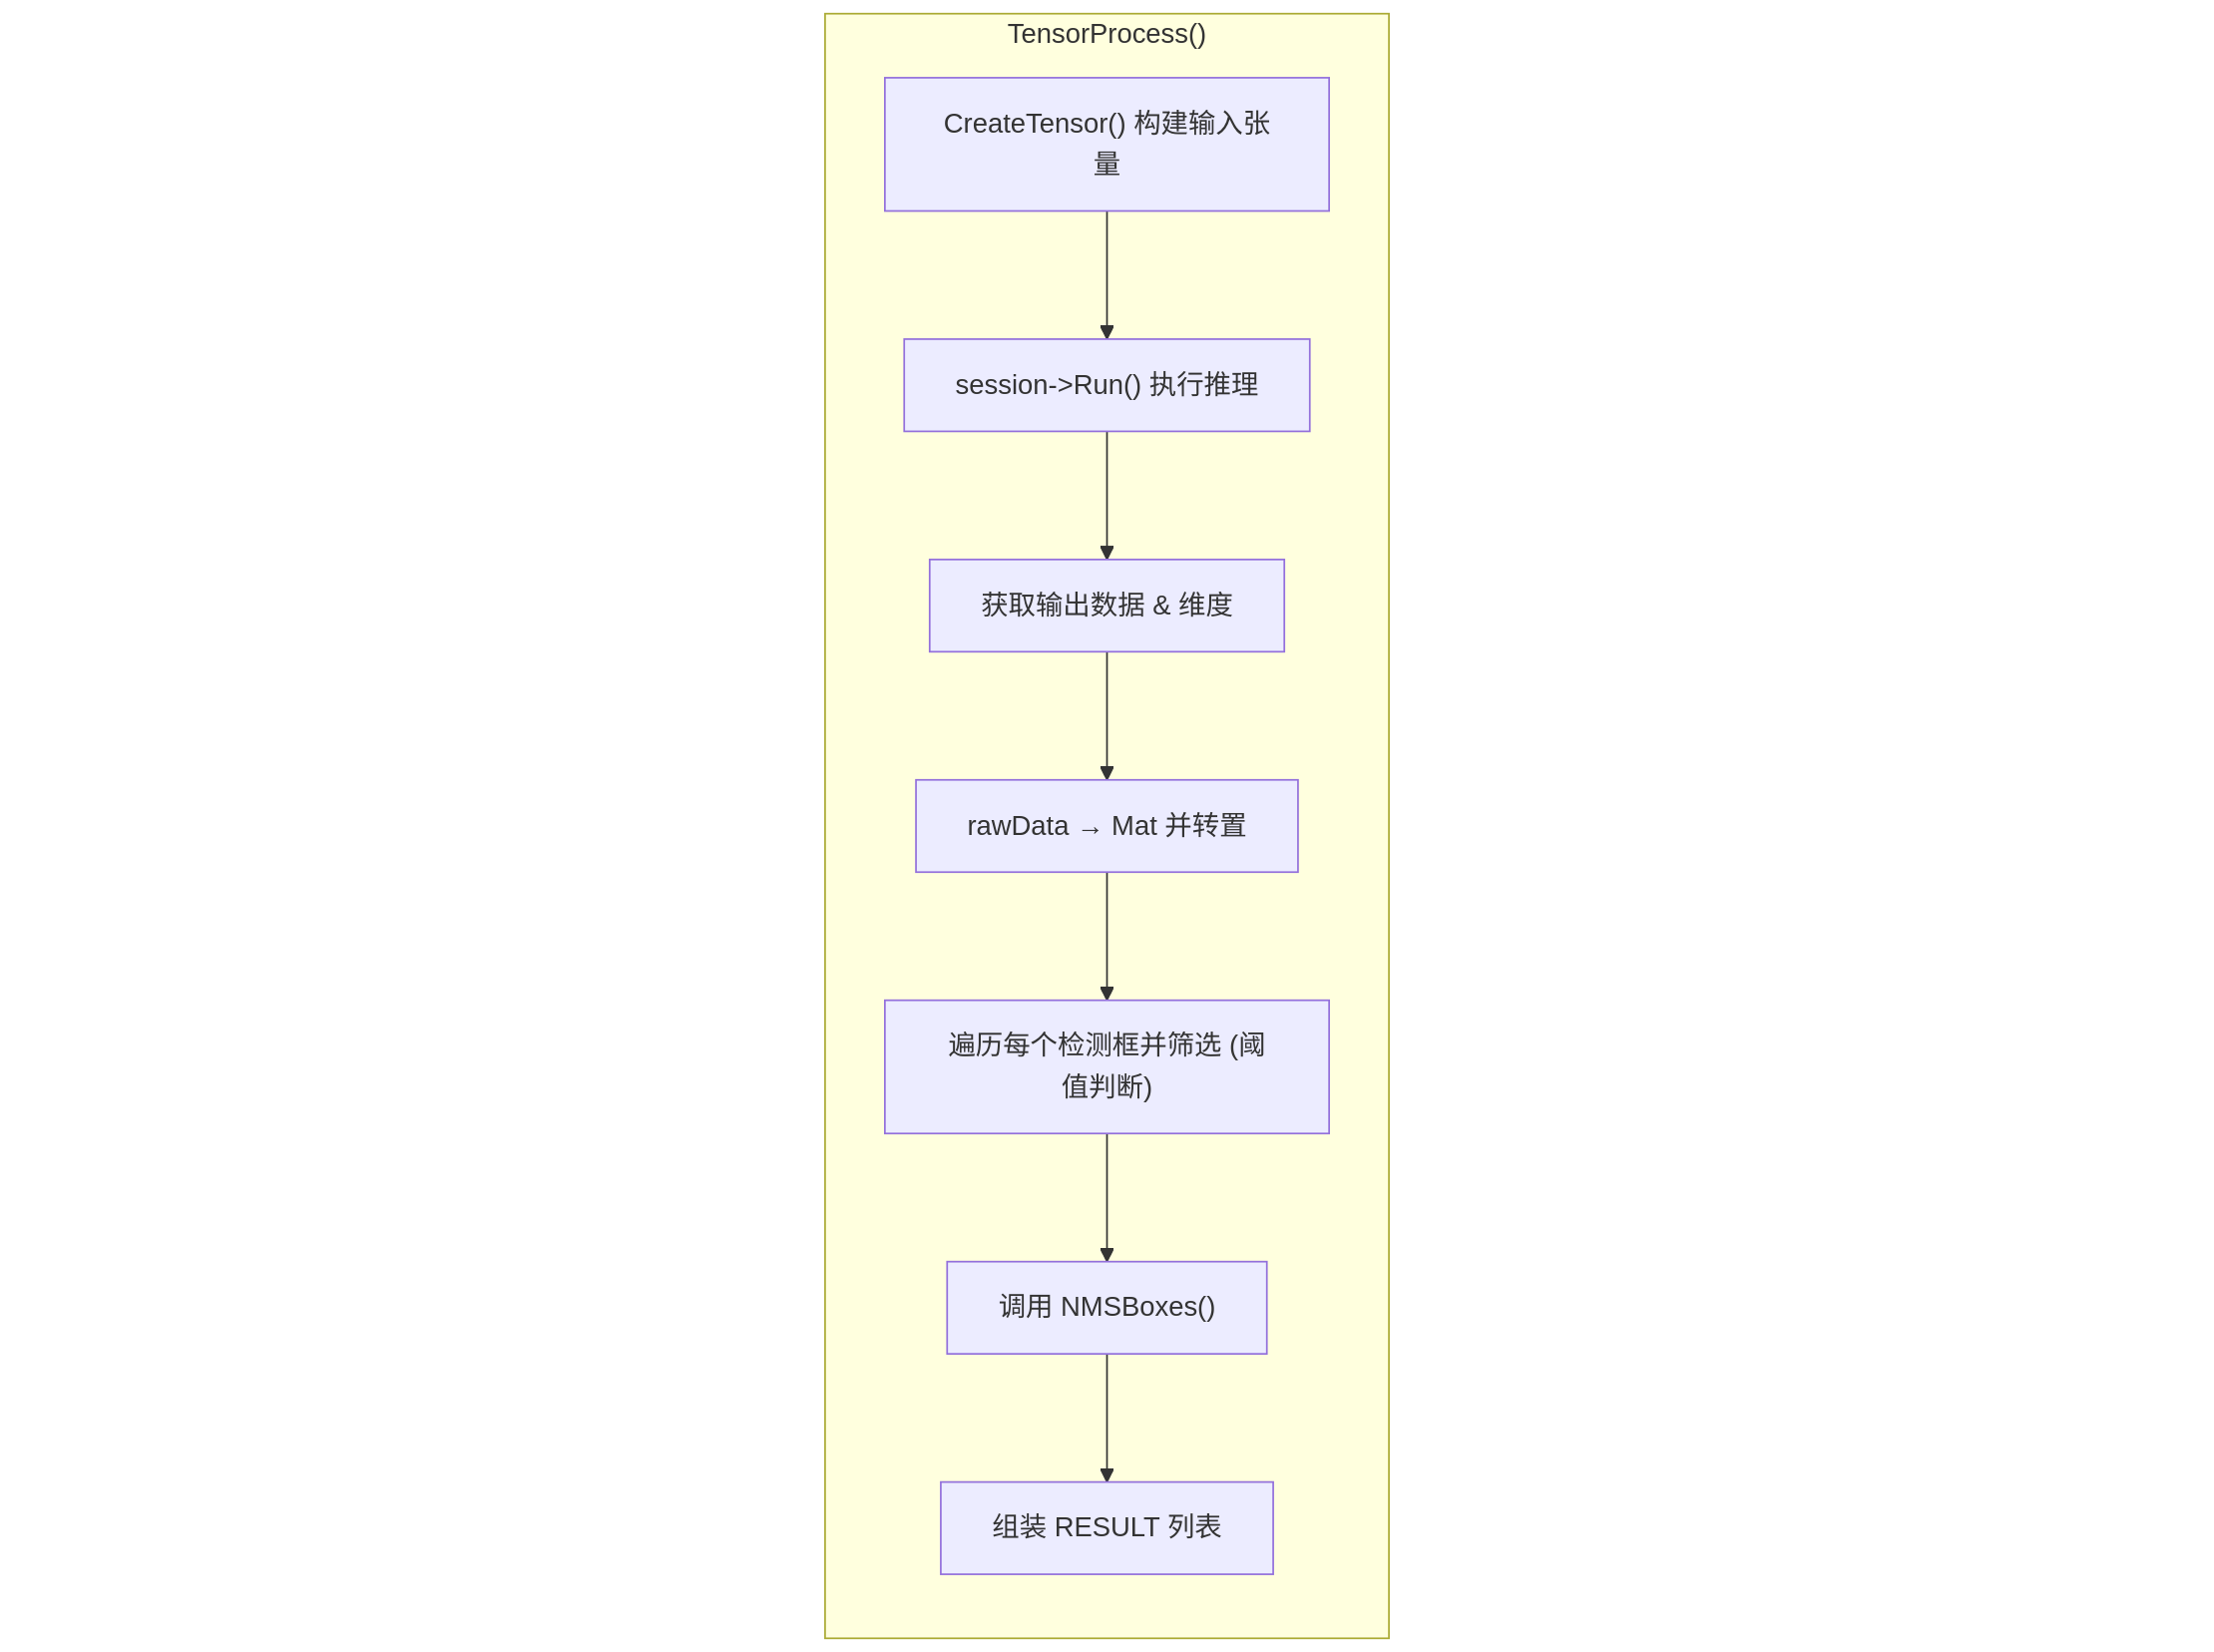 TensorProcess()
CreateTensor() 构建输入张
量
session->Run() 执行推理
获取输出数据 & 维度
rawData → Mat 并转置
遍历每个检测框并筛选 (阈
值判断)
调用 NMSBoxes()
组装 RESULT 列表